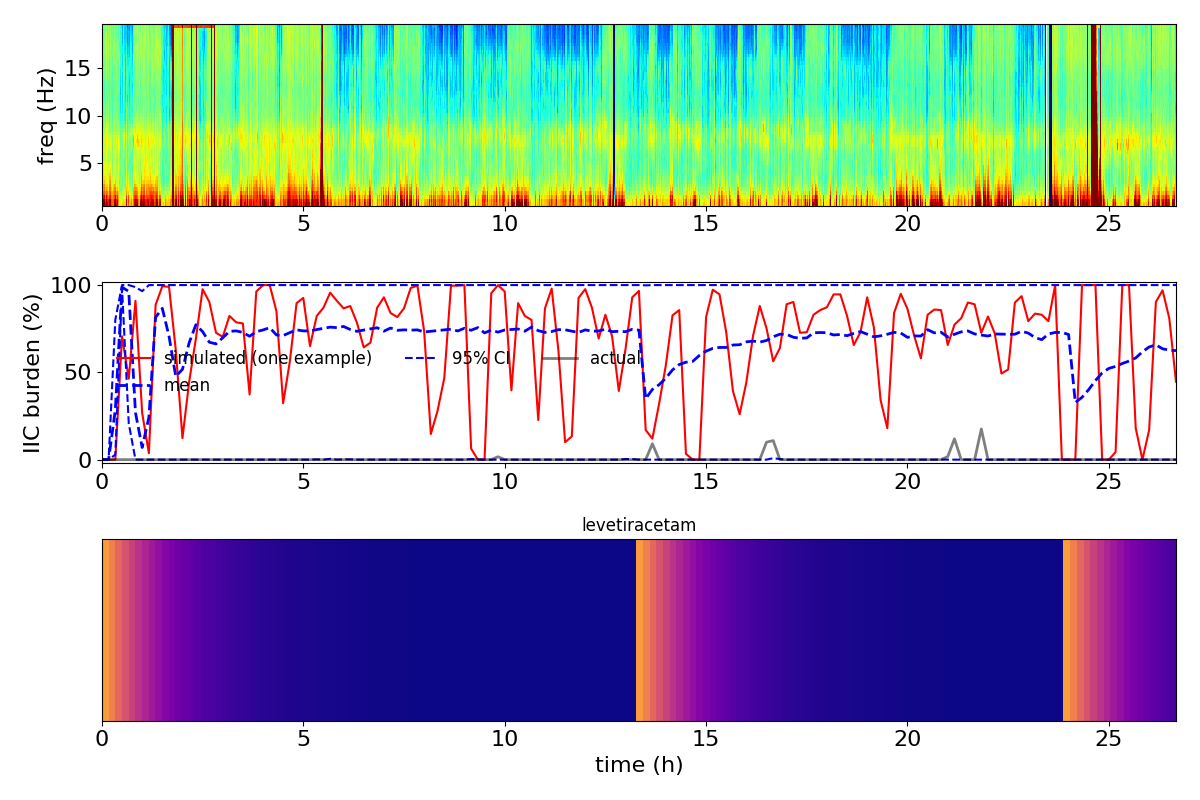 freq (Hz)
15
10
5
0 5 10 15 20 25
IIC burden (%)
100
50
0
simulated (one example) 95% CI actual
mean
0 5 10 15 20 25
levetiracetam
0 5 10 15 20 25
time (h)